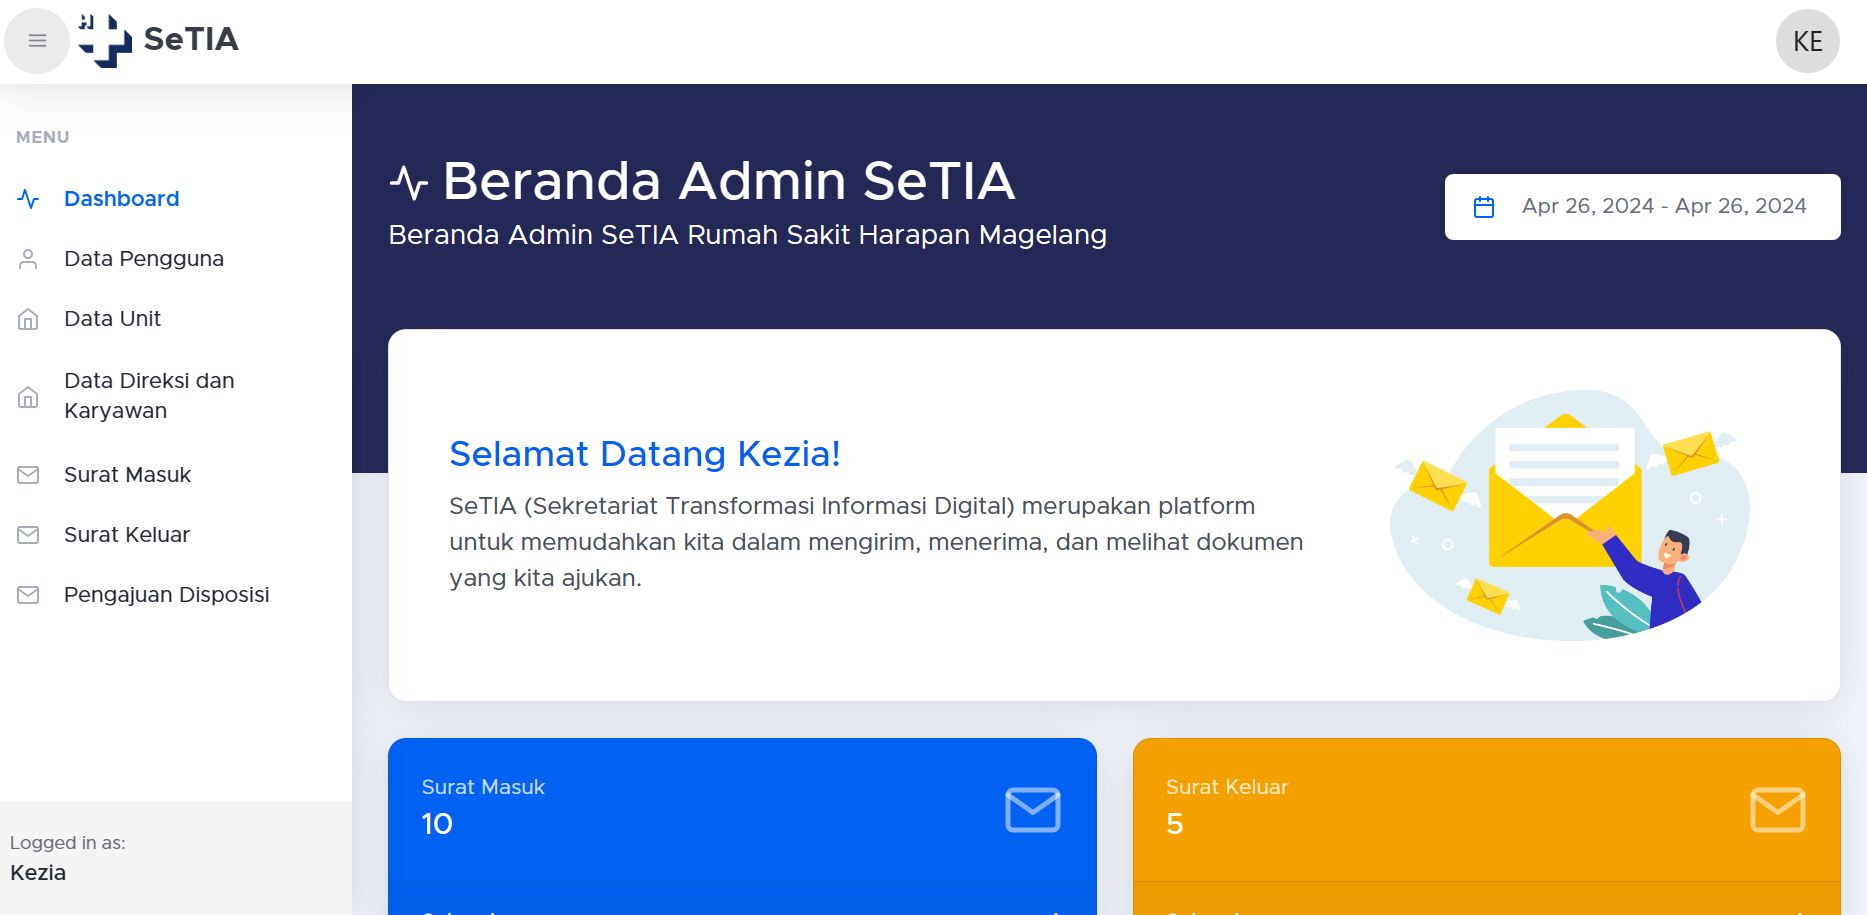 SeTIA
KE
MENU
Dashboard
Data Pengguna
Data Unit
Data Direksi dan
Karyawan
Surat Masuk
Surat Keluar
Pengajuan Disposisi
Logged in as:
Kezia
Beranda Admin SeTIA
Beranda Admin SeTIA Rumah Sakit Harapan Magelang
Apr 26, 2024 - Apr 26, 2024
Selamat Datang Kezia!
SeTIA (Sekretariat Transformasi Informasi Digital) merupakan platform
untuk memudahkan kita dalam mengirim, menerima, dan melihat dokumen
yang kita ajukan.
Surat Masuk
10
Surat Keluar
5